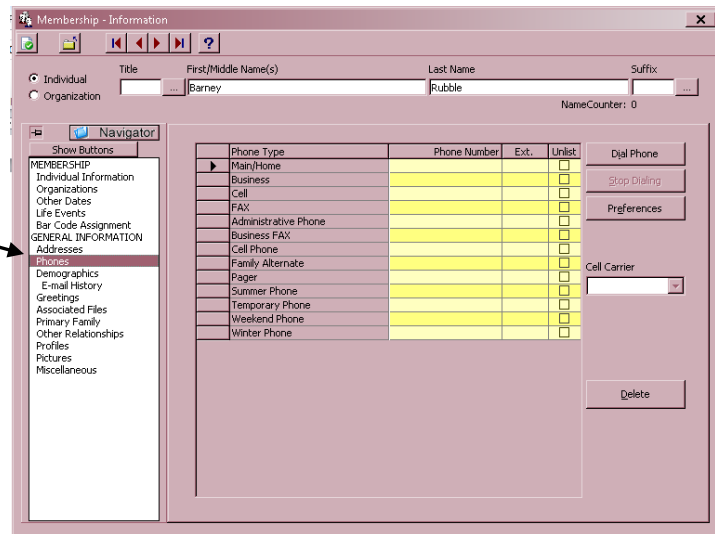 Membership - Information
Title First/Middle Name(s) Last Name Suffix
Individual
Organization
... Barney Rubble ...
NameCounter: 0
Navigator
Show Buttons
MEMBERSHIP
Individual Information
Organizations
Other Dates
Life Events
Bar Code Assignment
GENERAL INFORMATION
Addresses
Phones
Demographics
E-mail History
Greetings
Associated Files
Primary Family
Other Relationships
Profiles
Pictures
Miscellaneous
Phone Type Phone Number Ext. Unlist
Main/Home
Business
Cell
FAX
Administrative Phone
Business FAX
Cell Phone
Family Alternate
Pager
Summer Phone
Temporary Phone
Weekend Phone
Winter Phone
Dial Phone
Stop Dialing
Preferences
Cell Carrier
Delete